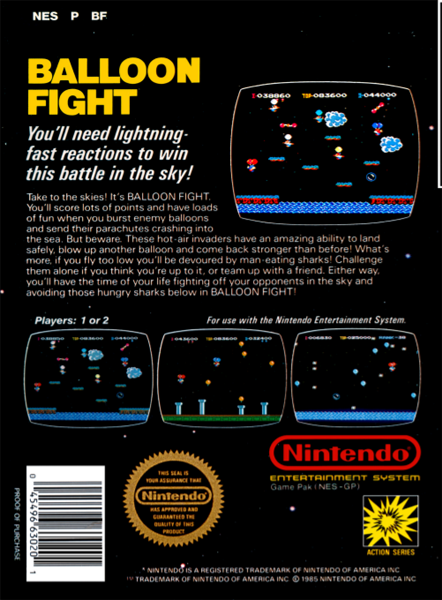 NES P BF
BALLOON
FIGHT
You'll need lightning-
fast reactions to win
this battle in the sky!
Take to the skies! It's BALLOON FIGHT.
You'll score lots of points and have loads
of fun when you burst enemy balloons
and send their parachutes crashing into
the sea. But beware. These hot-air invaders have an amazing ability to land
safely, blow up another balloon and come back stronger than before! What's
more, if you fly too low you'll be devoured by man-eating sharks! Challenge
them alone if you think you're up to it, or team up with a friend. Either way,
you'll have the time of your life fighting off your opponents in the sky and
avoiding those hungry sharks below in BALLOON FIGHT!
Players: 1 or 2
For use with the Nintendo Entertainment System.
Nintendo®
ENTERTAINMENT SYSTEM
Game Pak (NES-GP)
PROOF OF PURCHASE
0 45496 63020 1
THIS SEAL IS
YOUR ASSURANCE THAT
Nintendo
HAS APPROVED AND
GUARANTEED THE
QUALITY OF THIS
PRODUCT
ACTION SERIES
* NINTENDO IS A REGISTERED TRADEMARK OF NINTENDO OF AMERICA INC
TM TRADEMARK OF NINTENDO OF AMERICA INC © 1985 NINTENDO OF AMERICA INC